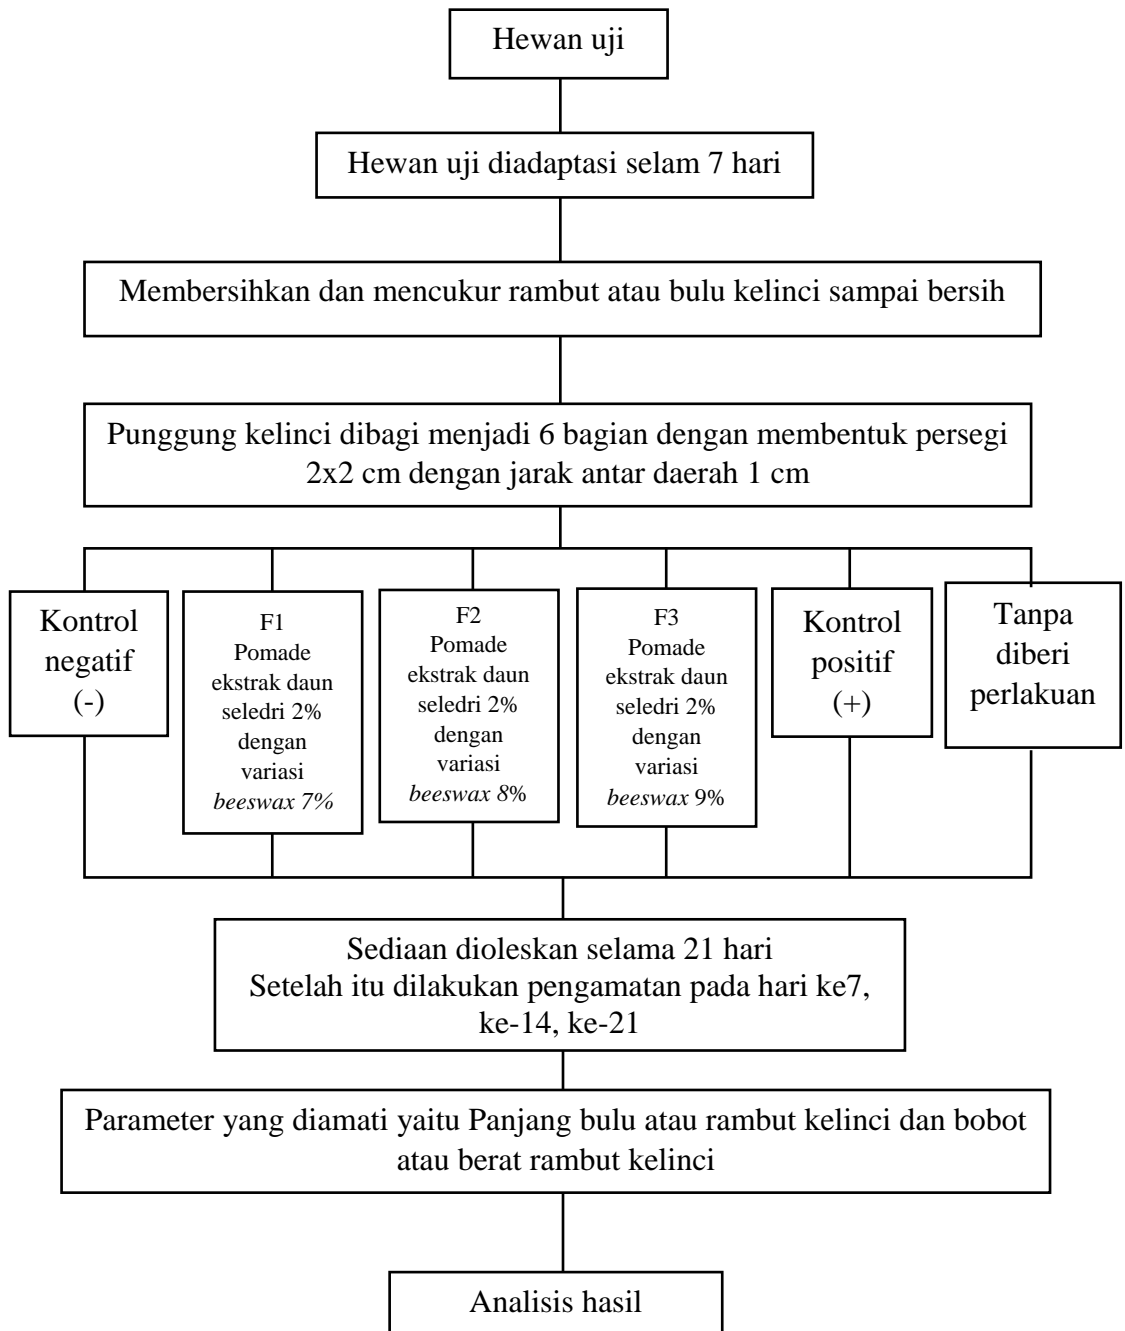 Hewan uji
Hewan uji diadaptasi selam 7 hari
Membersihkan dan mencukur rambut atau bulu kelinci sampai bersih
Punggung kelinci dibagi menjadi 6 bagian dengan membentuk persegi
2x2 cm dengan jarak antar daerah 1 cm
Kontrol
negatif
(-)
F1
Pomade
ekstrak daun
seledri 2%
dengan
variasi
beeswax 7%
F2
Pomade
ekstrak daun
seledri 2%
dengan
variasi
beeswax 8%
F3
Pomade
ekstrak daun
seledri 2%
dengan
variasi
beeswax 9%
Kontrol
positif
(+)
Tanpa
diberi
perlakuan
Sediaan dioleskan selama 21 hari
Setelah itu dilakukan pengamatan pada hari ke7,
ke-14, ke-21
Parameter yang diamati yaitu Panjang bulu atau rambut kelinci dan bobot
atau berat rambut kelinci
Analisis hasil